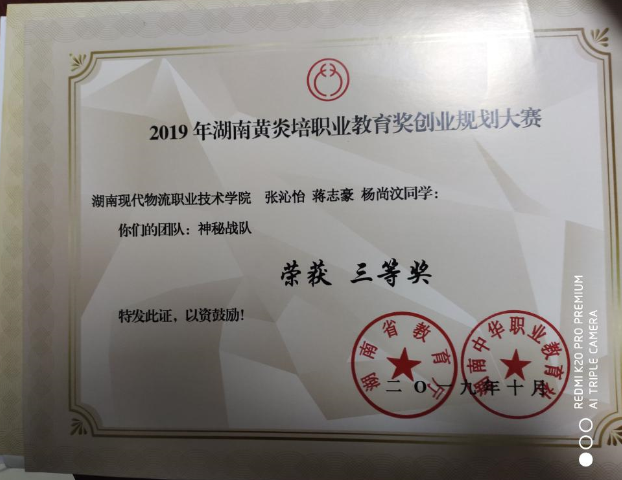 2019年湖南黄炎培职业教育奖创业规划大赛
湖南现代物流职业技术学院 张沁怡 蒋志豪 杨尚汶同学:
你们的团队:神秘战队
荣获 三等奖
特发此证,以资鼓励!
湖南省教育厅
湖南中华职业教育社
二〇一九年十月
REDMI K20 PRO PREMIUM
AI TRIPLE CAMERA